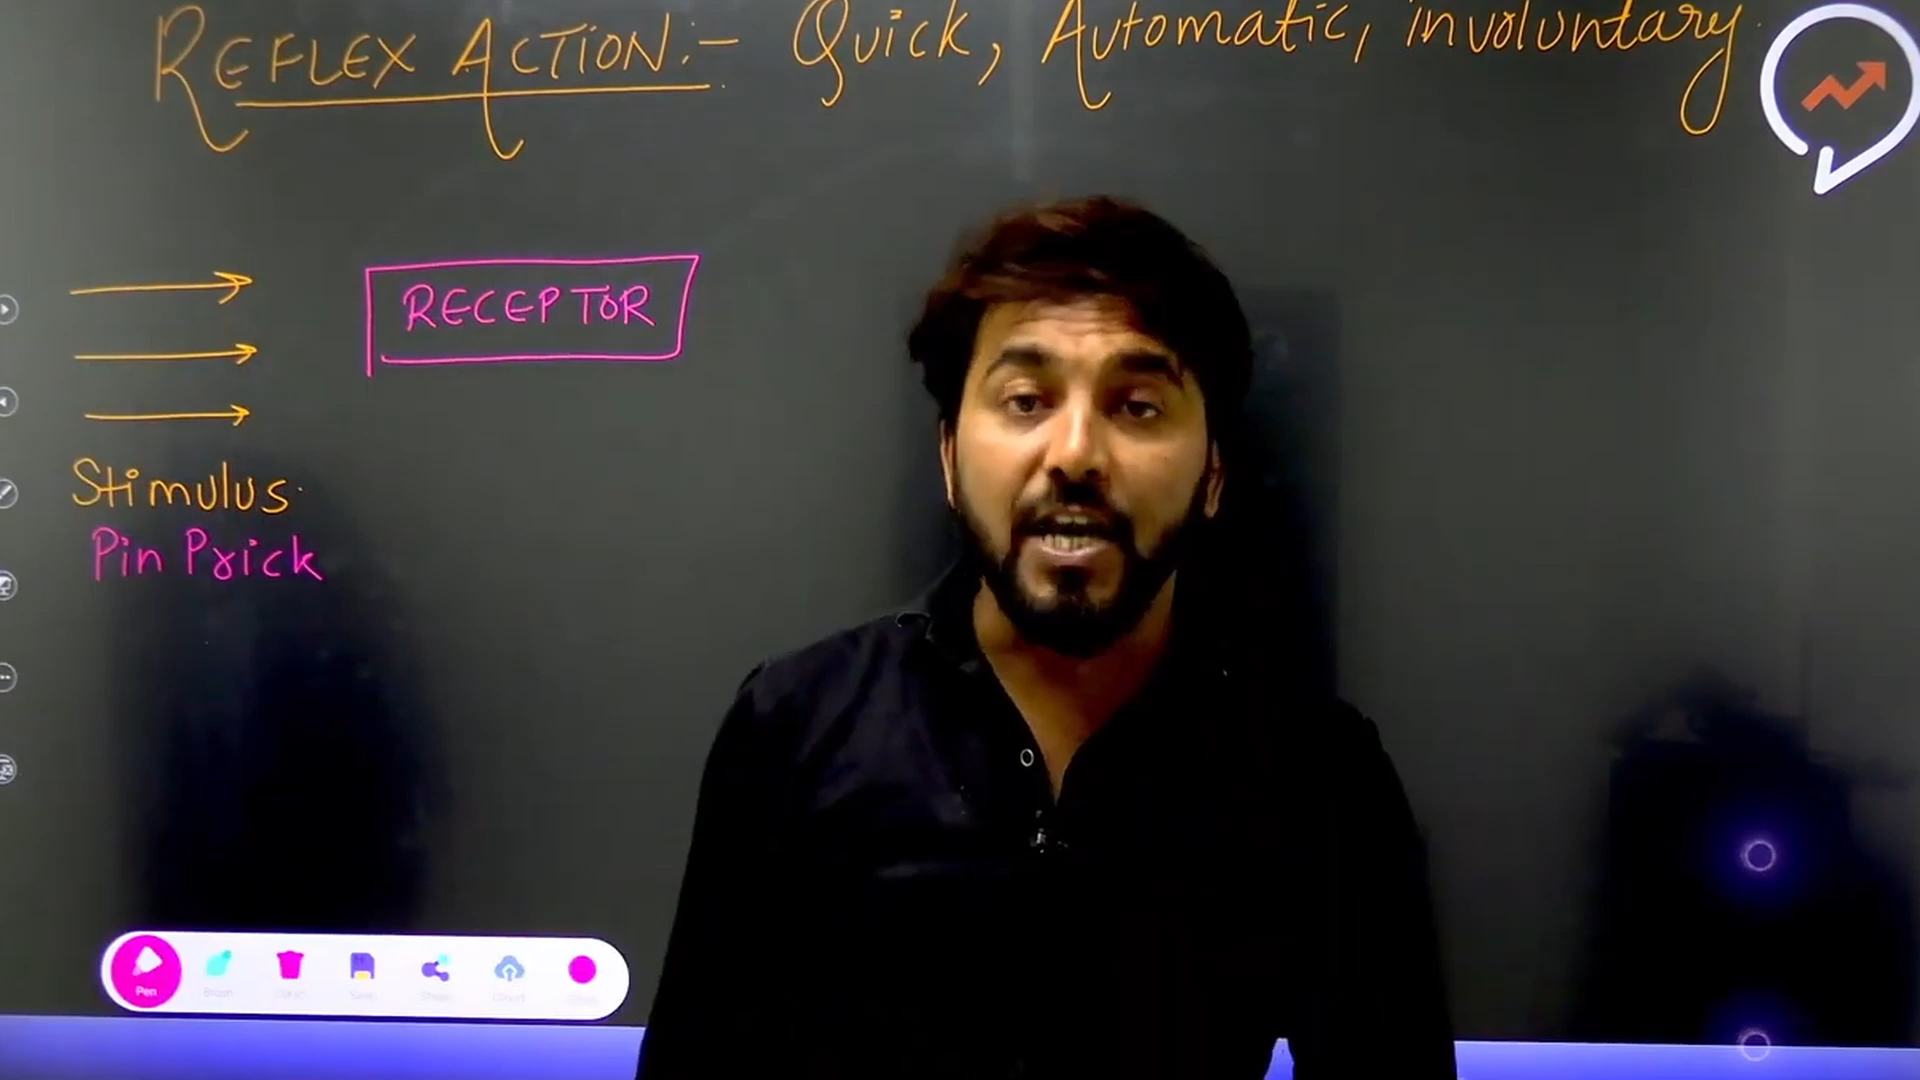 REFLEX ACTION:- Quick, Automatic, involuntary.
RECEPTOR
Stimulus.
Pin Prick
Pen